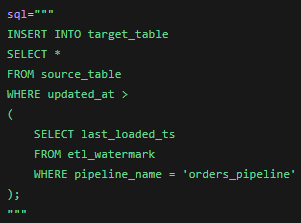 sql="""
INSERT INTO target_table
SELECT *
FROM source_table
WHERE updated_at >
(
    SELECT last_loaded_ts
    FROM etl_watermark
    WHERE pipeline_name = 'orders_pipeline'
);
"""